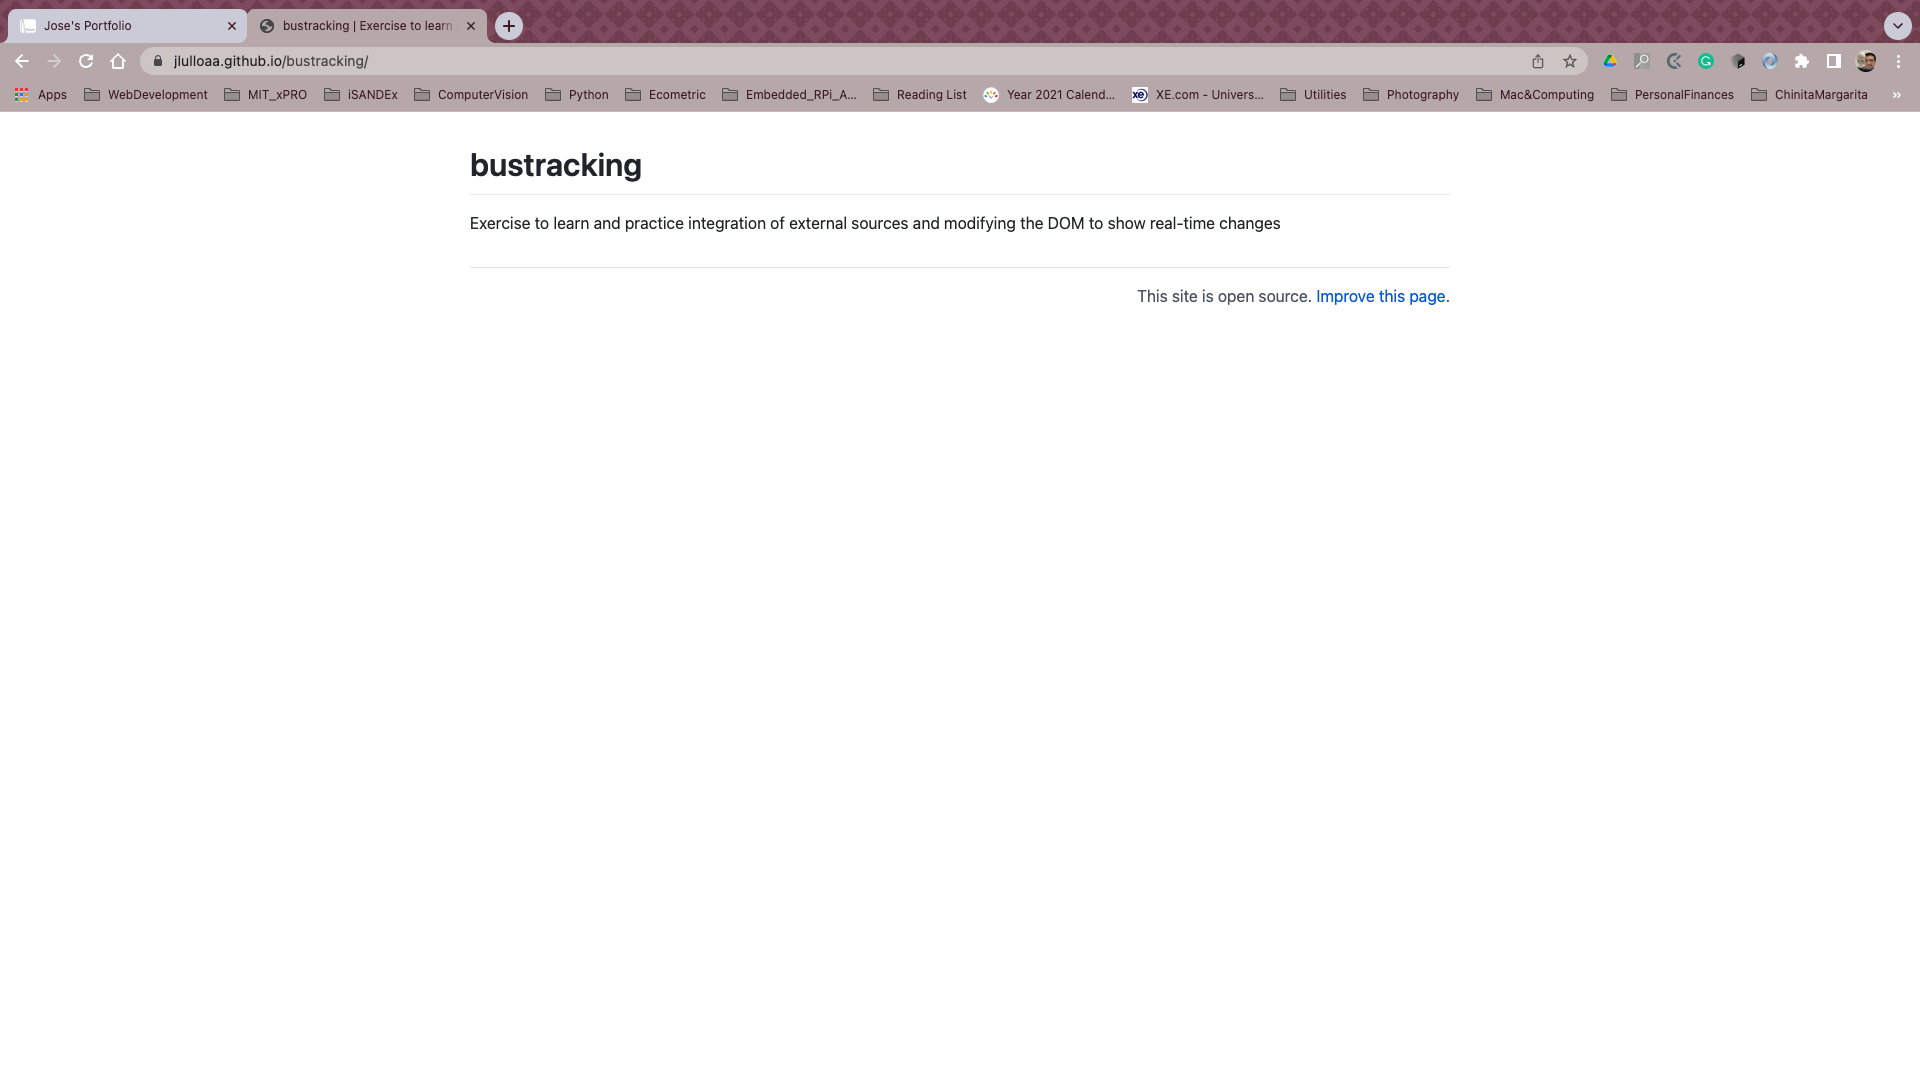 Jose's Portfolio
bustracking | Exercise to learn
jlulloaa.github.io/bustracking/
Apps WebDevelopment MIT_xPRO iSANDEx ComputerVision Python Ecometric Embedded_RPi_A... Reading List Year 2021 Calend... XE.com - Univers... Utilities Photography Mac&Computing PersonalFinances ChinitaMargarita »
bustracking
Exercise to learn and practice integration of external sources and modifying the DOM to show real-time changes
This site is open source. Improve this page.